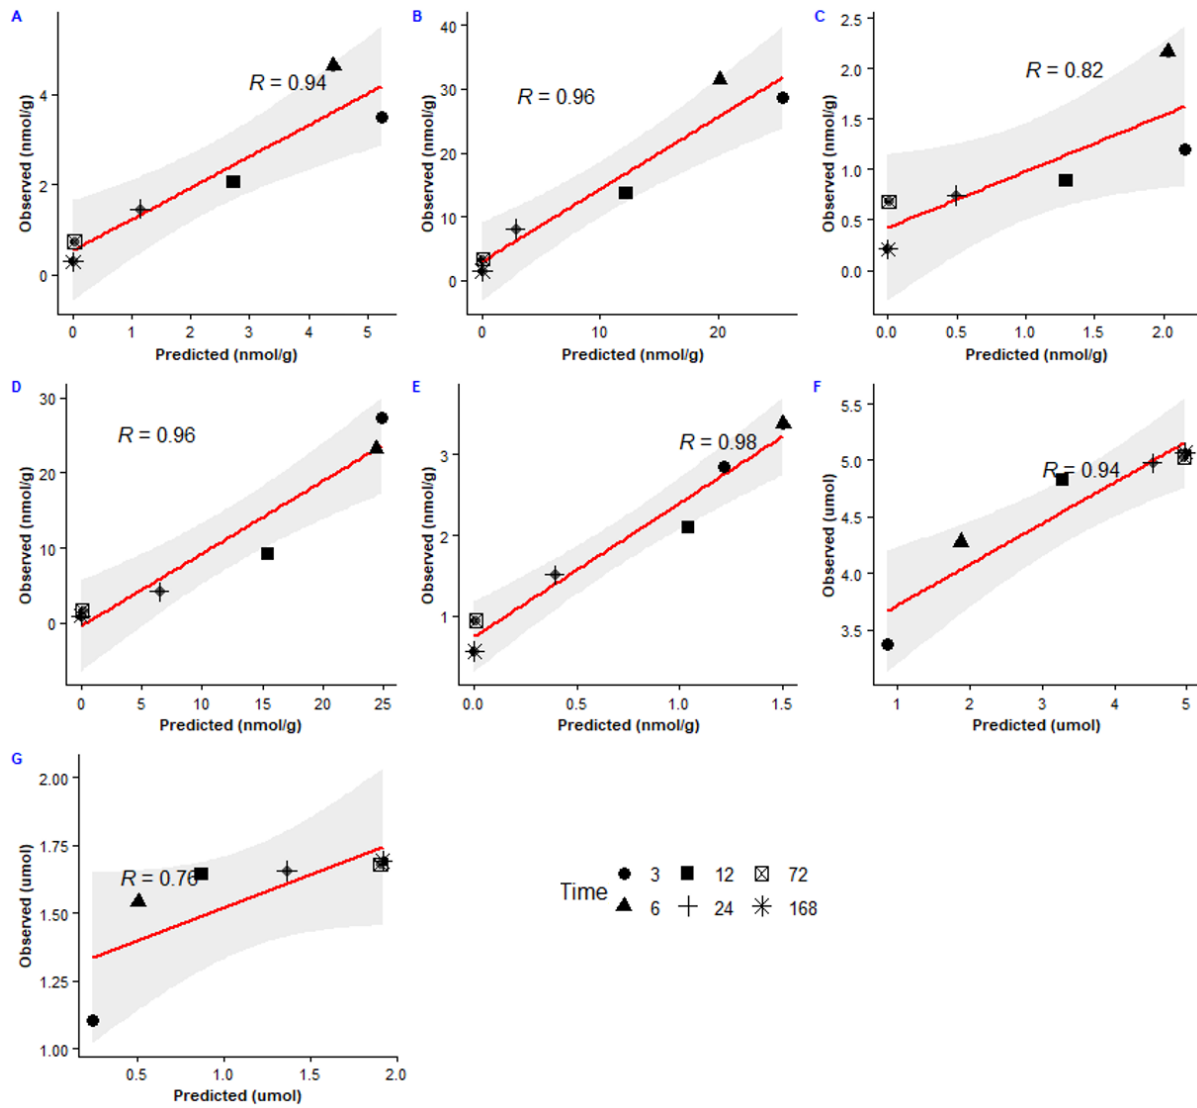 A
R = 0.94
Observed (nmol/g)
4
2
0
0 1 2 3 4 5
Predicted (nmol/g)
B
R = 0.96
Observed (nmol/g)
40
30
20
10
0
0 10 20
Predicted (nmol/g)
C
R = 0.82
Observed (nmol/g)
2.5
2.0
1.5
1.0
0.5
0.0
0.0 0.5 1.0 1.5 2.0
Predicted (nmol/g)
D
R = 0.96
Observed (nmol/g)
30
20
10
0
0 5 10 15 20 25
Predicted (nmol/g)
E
R = 0.98
Observed (nmol/g)
3
2
1
0.0 0.5 1.0 1.5
Predicted (nmol/g)
F
R = 0.94
Observed (umol)
5.5
5.0
4.5
4.0
3.5
1 2 3 4 5
Predicted (umol)
G
R = 0.76
Observed (umol)
2.00
1.75
1.50
1.25
1.00
0.5 1.0 1.5 2.0
Predicted (umol)
Time
3 12 72
6 24 168